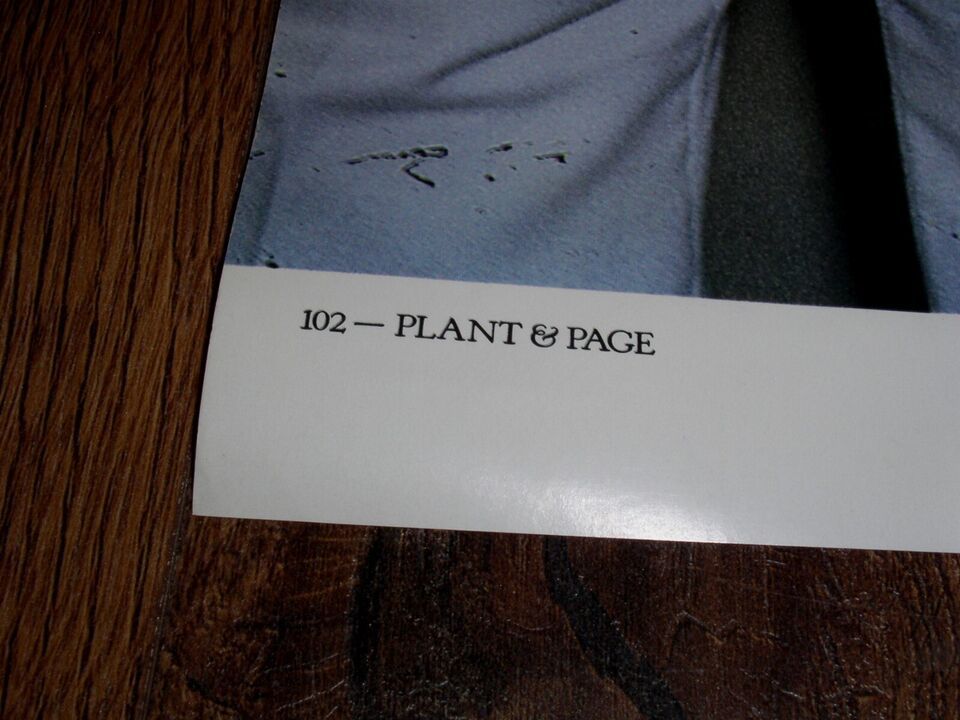 102 — PLANT & PAGE